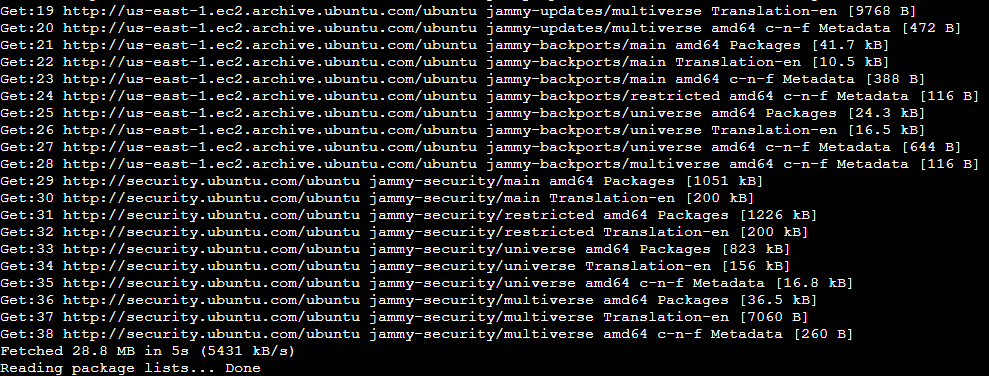 Get:19 http://us-east-1.ec2.archive.ubuntu.com/ubuntu jammy-updates/multiverse Translation-en [9768 B]
Get:20 http://us-east-1.ec2.archive.ubuntu.com/ubuntu jammy-updates/multiverse amd64 c-n-f Metadata [472 B]
Get:21 http://us-east-1.ec2.archive.ubuntu.com/ubuntu jammy-backports/main amd64 Packages [41.7 kB]
Get:22 http://us-east-1.ec2.archive.ubuntu.com/ubuntu jammy-backports/main Translation-en [10.5 kB]
Get:23 http://us-east-1.ec2.archive.ubuntu.com/ubuntu jammy-backports/main amd64 c-n-f Metadata [388 B]
Get:24 http://us-east-1.ec2.archive.ubuntu.com/ubuntu jammy-backports/restricted amd64 c-n-f Metadata [116 B]
Get:25 http://us-east-1.ec2.archive.ubuntu.com/ubuntu jammy-backports/universe amd64 Packages [24.3 kB]
Get:26 http://us-east-1.ec2.archive.ubuntu.com/ubuntu jammy-backports/universe Translation-en [16.5 kB]
Get:27 http://us-east-1.ec2.archive.ubuntu.com/ubuntu jammy-backports/universe amd64 c-n-f Metadata [644 B]
Get:28 http://us-east-1.ec2.archive.ubuntu.com/ubuntu jammy-backports/multiverse amd64 c-n-f Metadata [116 B]
Get:29 http://security.ubuntu.com/ubuntu jammy-security/main amd64 Packages [1051 kB]
Get:30 http://security.ubuntu.com/ubuntu jammy-security/main Translation-en [200 kB]
Get:31 http://security.ubuntu.com/ubuntu jammy-security/restricted amd64 Packages [1226 kB]
Get:32 http://security.ubuntu.com/ubuntu jammy-security/restricted Translation-en [200 kB]
Get:33 http://security.ubuntu.com/ubuntu jammy-security/universe amd64 Packages [823 kB]
Get:34 http://security.ubuntu.com/ubuntu jammy-security/universe Translation-en [156 kB]
Get:35 http://security.ubuntu.com/ubuntu jammy-security/universe amd64 c-n-f Metadata [16.8 kB]
Get:36 http://security.ubuntu.com/ubuntu jammy-security/multiverse amd64 Packages [36.5 kB]
Get:37 http://security.ubuntu.com/ubuntu jammy-security/multiverse Translation-en [7060 B]
Get:38 http://security.ubuntu.com/ubuntu jammy-security/multiverse amd64 c-n-f Metadata [260 B]
Fetched 28.8 MB in 5s (5431 kB/s)
Reading package lists... Done